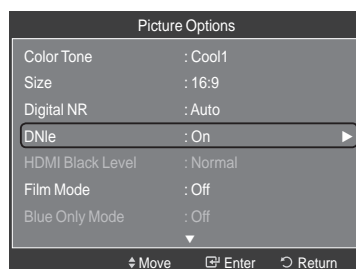 Picture Options
Color Tone : Cool1
Size : 16:9
Digital NR : Auto
DNIe : On ▶
HDMI Black Level : Normal
Film Mode : Off
Blue Only Mode : Off
▼
Move Enter Return